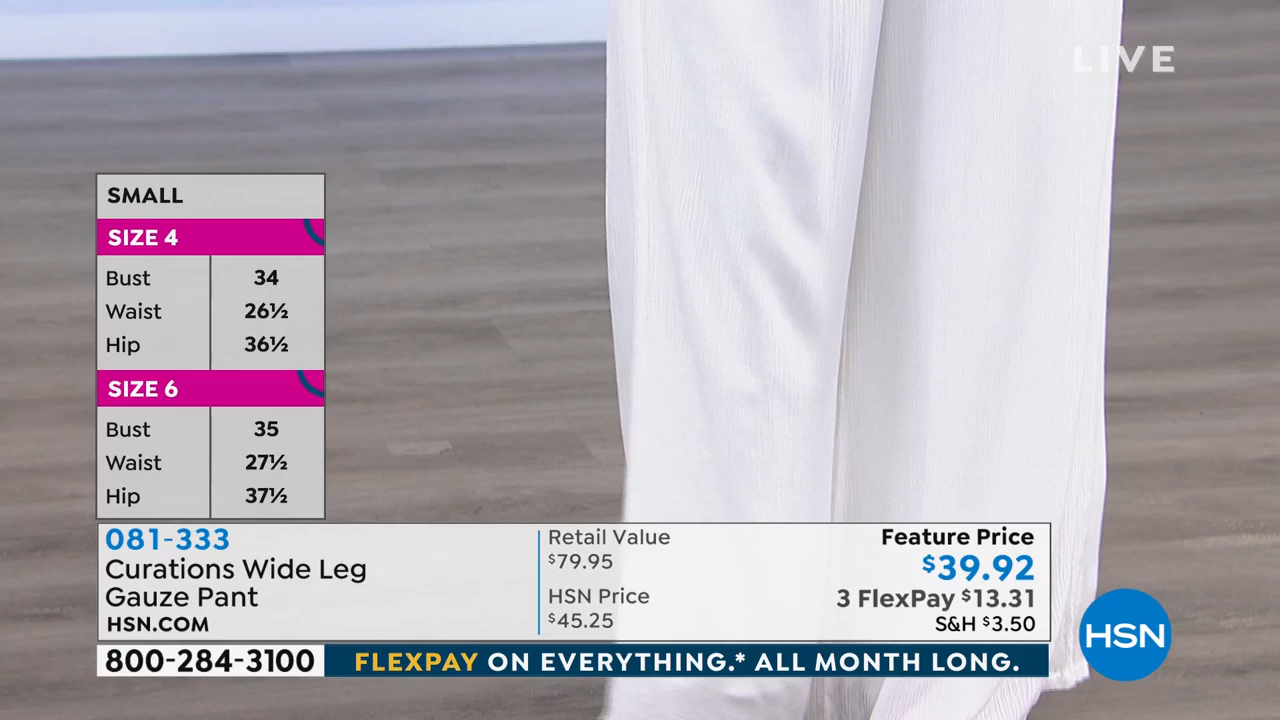 LIVE
SMALL
SIZE 4
Bust 34
Waist 26½
Hip 36½
SIZE 6
Bust 35
Waist 27½
Hip 37½
081-333
Curations Wide Leg
Gauze Pant
HSN.COM
Retail Value
$79.95
HSN Price
$45.25
Feature Price
$39.92
3 FlexPay $13.31
S&H $3.50
HSN
800-284-3100
FLEXPAY ON EVERYTHING.* ALL MONTH LONG.